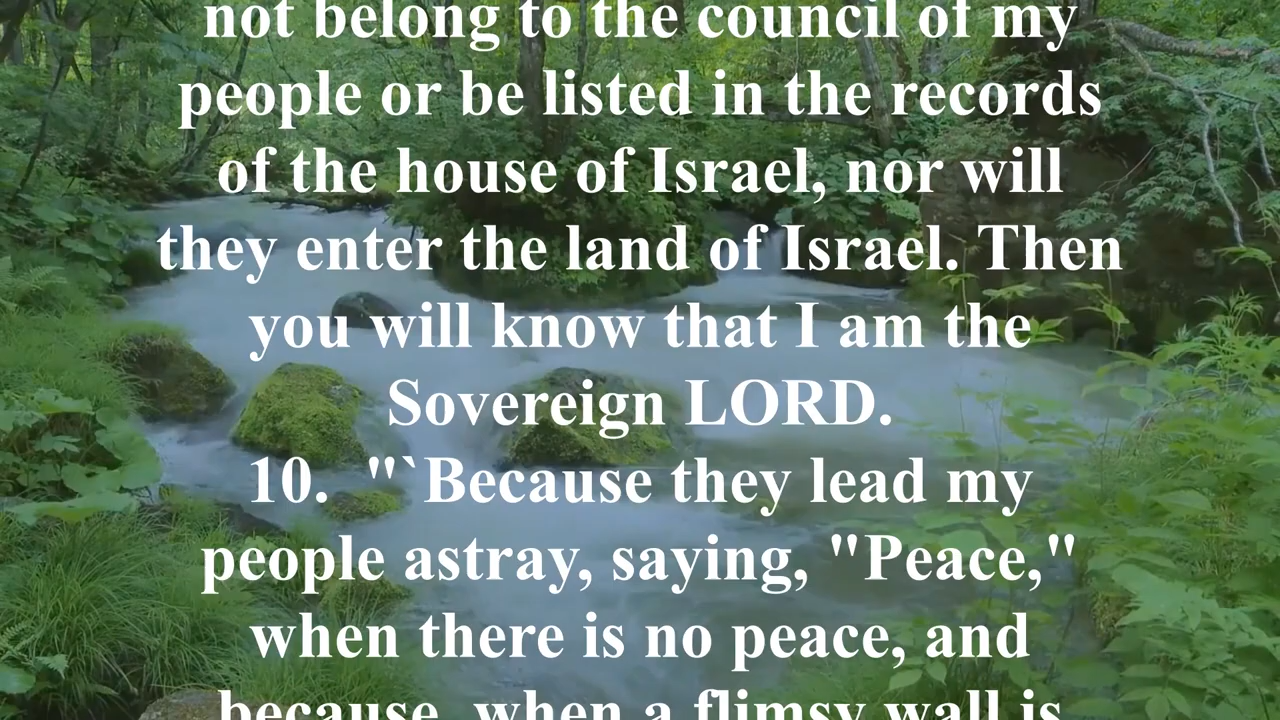 not belong to the council of my
people or be listed in the records
of the house of Israel, nor will
they enter the land of Israel. Then
you will know that I am the
Sovereign LORD.
10.  "`Because they lead my
people astray, saying, "Peace,"
when there is no peace, and
because, when a flimsy wall is